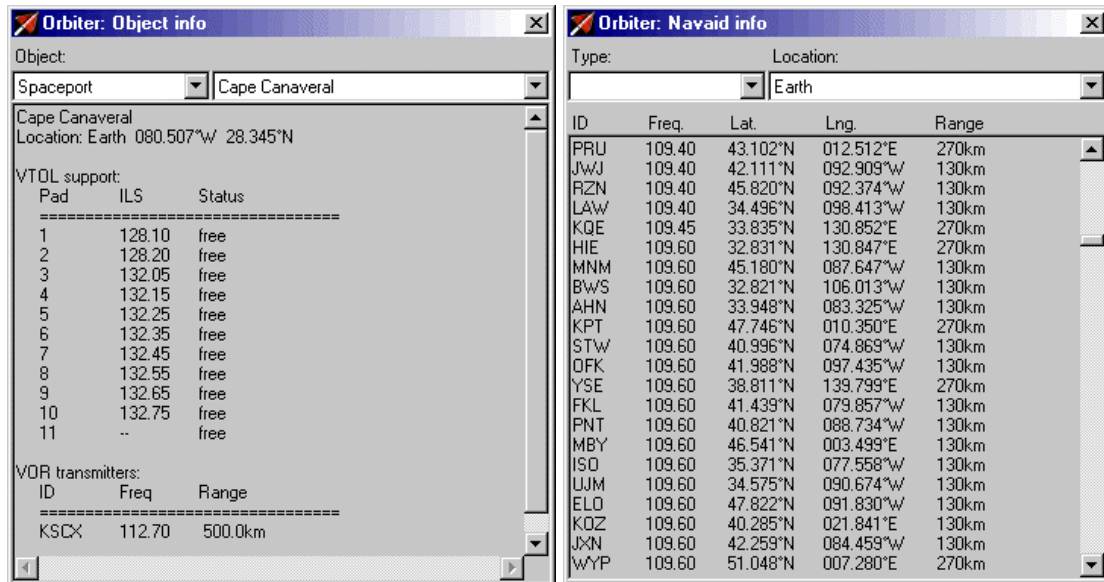 Orbiter: Object info
Object:
Spaceport Cape Canaveral
Cape Canaveral
Location: Earth 080.507°W 28.345°N
VTOL support:
Pad ILS Status
==================================
1 128.10 free
2 128.20 free
3 132.05 free
4 132.15 free
5 132.25 free
6 132.35 free
7 132.45 free
8 132.55 free
9 132.65 free
10 132.75 free
11 -- free
VOR transmitters:
ID Freq Range
==================================
KSCX 112.70 500.0km
Orbiter: Navaid info
Type: Location:
Earth
ID Freq. Lat. Lng. Range
PRU 109.40 43.102°N 012.512°E 270km
JWJ 109.40 42.111°N 092.909°W 130km
RZN 109.40 45.820°N 092.374°W 130km
LAW 109.40 34.496°N 098.413°W 130km
KQE 109.45 33.835°N 130.852°E 270km
HIE 109.60 32.831°N 130.847°E 270km
MNM 109.60 45.180°N 087.647°W 130km
BWS 109.60 32.821°N 106.013°W 130km
AHN 109.60 33.948°N 083.325°W 130km
KPT 109.60 47.746°N 010.350°E 270km
STW 109.60 40.996°N 074.869°W 130km
OFK 109.60 41.988°N 097.435°W 130km
YSE 109.60 38.811°N 139.799°E 270km
FKL 109.60 41.439°N 079.857°W 130km
PNT 109.60 40.821°N 088.734°W 130km
MBY 109.60 46.541°N 003.499°E 130km
ISO 109.60 35.371°N 077.558°W 130km
UJM 109.60 34.575°N 090.674°W 130km
ELO 109.60 47.822°N 091.830°W 130km
KOZ 109.60 40.285°N 021.841°E 130km
JXN 109.60 42.259°N 084.459°W 130km
WYP 109.60 51.048°N 007.280°E 270km